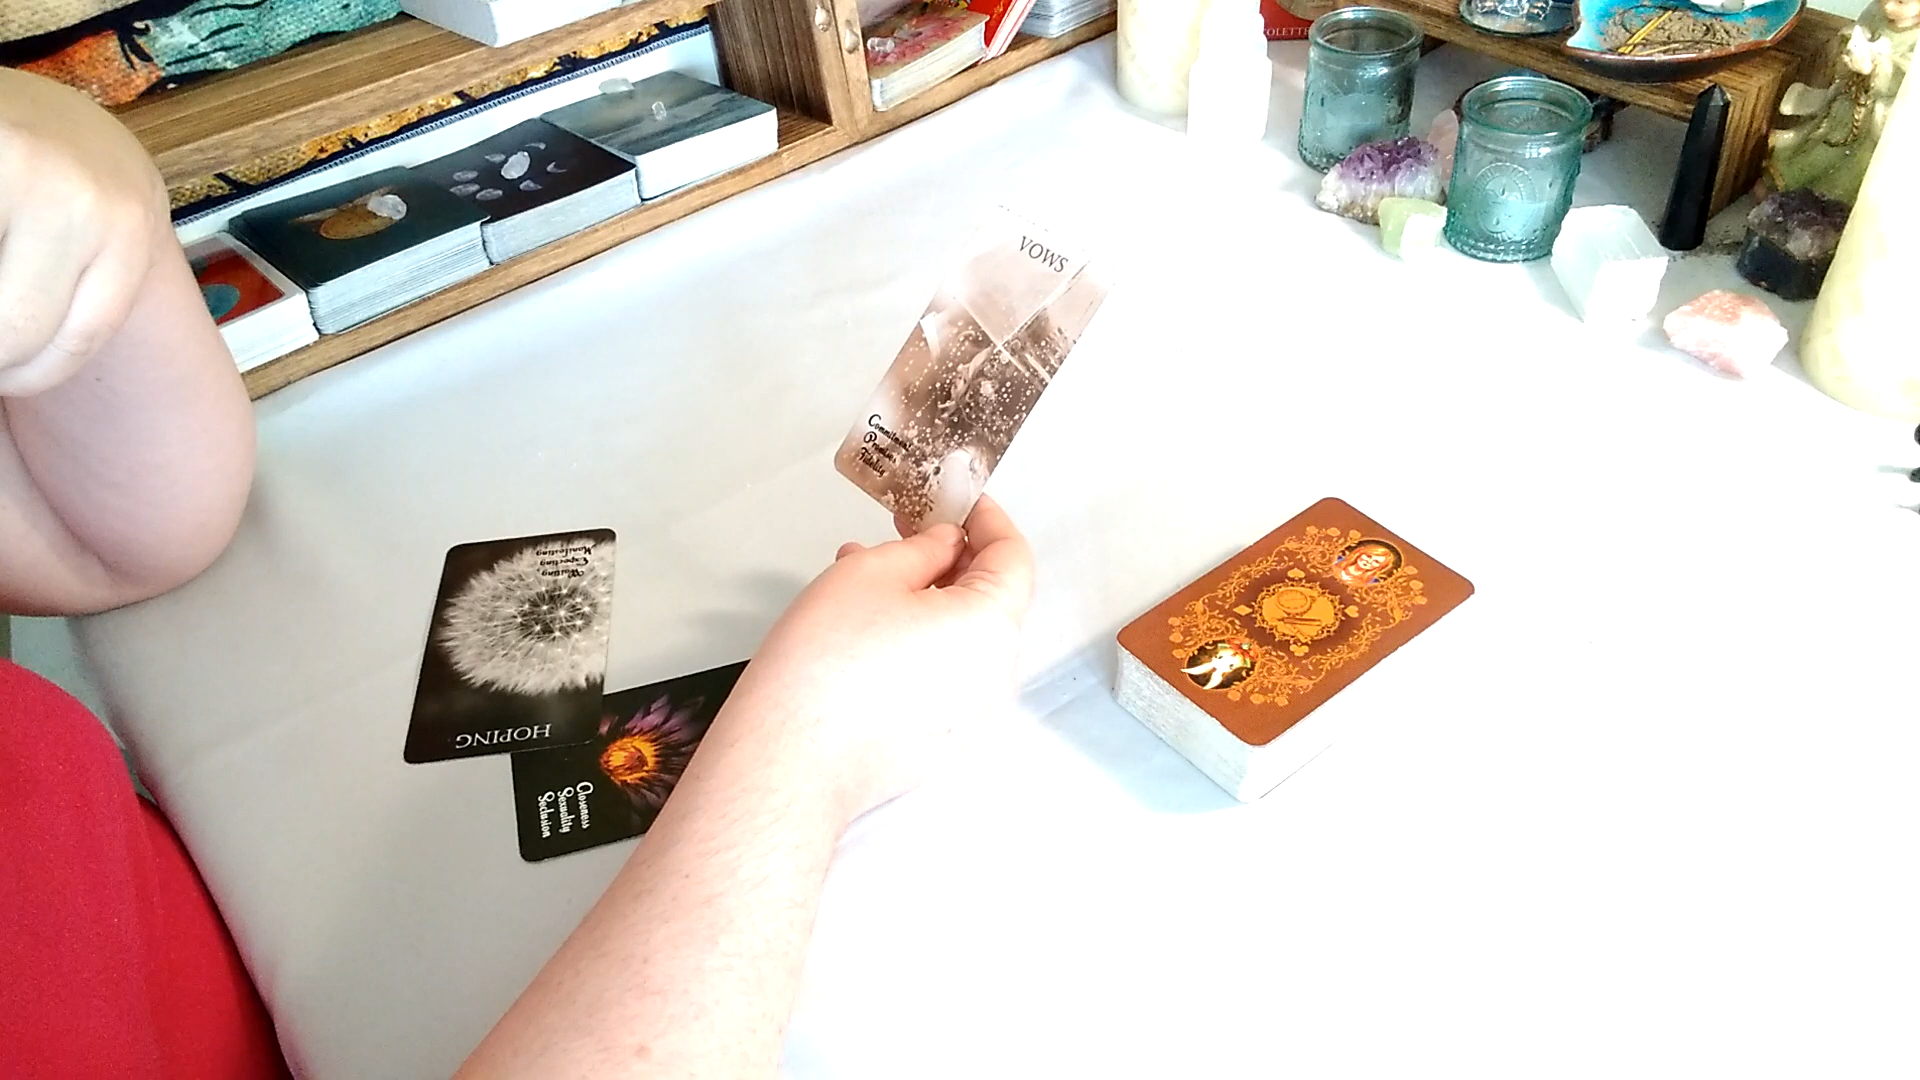 VOWS
Commitment
Promises
Fidelity
Waiting,
Expecting
Manifesting
HOPING
Closeness
Sexuality
Seclusion